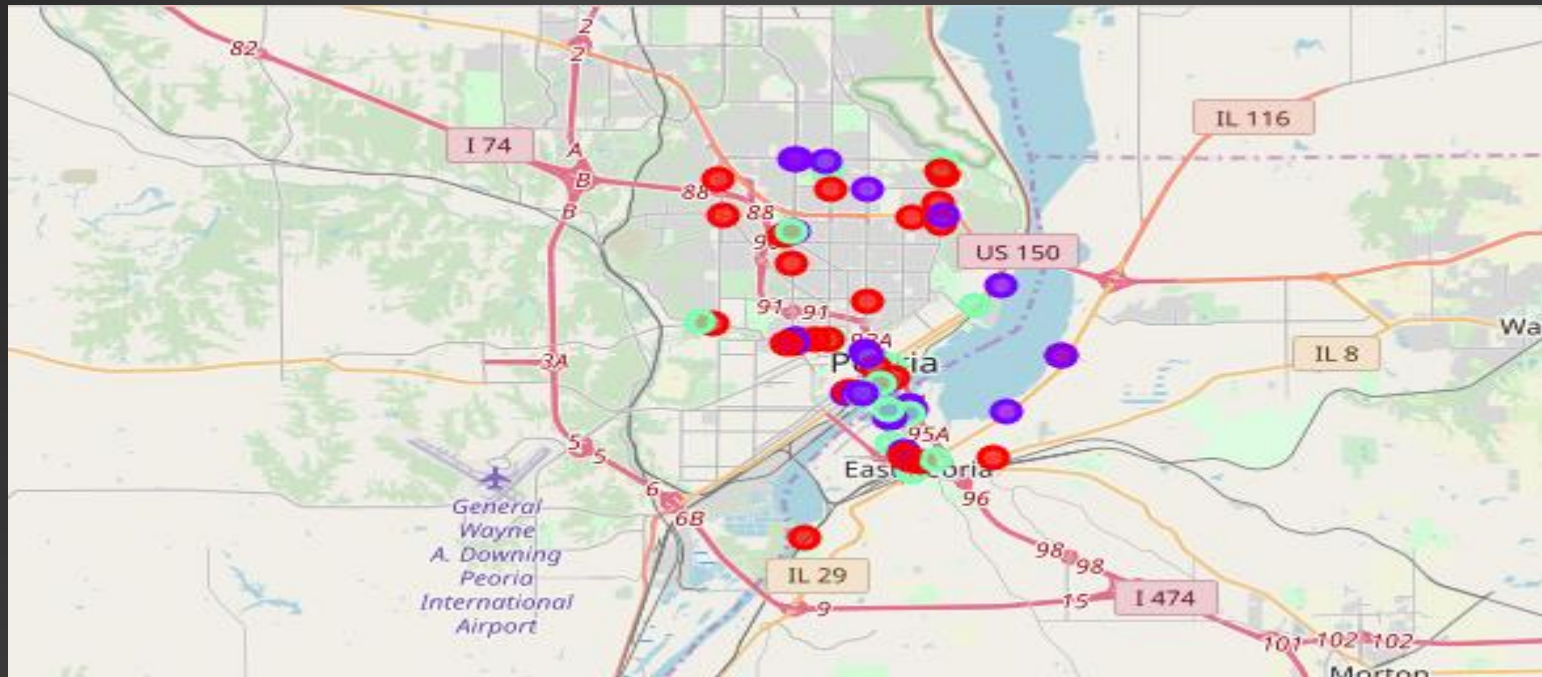 2
2
82
IL 116
I 74
A
B
B
88
88
US 150
91
91
Wa
IL 8
3A
Peoria
95A
5
5
East Peoria
6
6B
96
General
Wayne
A. Downing
Peoria
International
Airport
98
98
IL 29
I 474
15
9
101
102
102
Morton